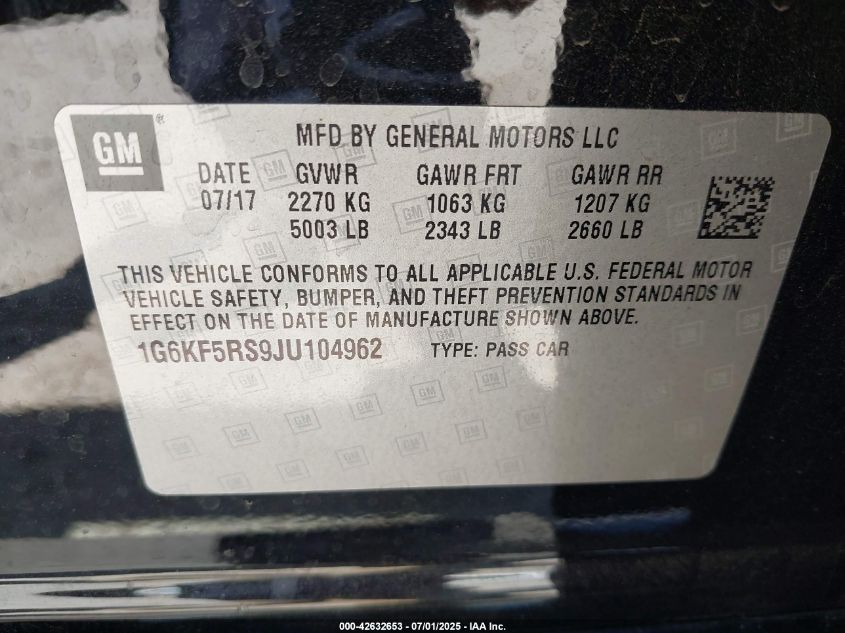 GM
MFD BY GENERAL MOTORS LLC
DATE GVWR GAWR FRT GAWR RR
07/17 2270 KG 1063 KG 1207 KG
5003 LB 2343 LB 2660 LB
THIS VEHICLE CONFORMS TO ALL APPLICABLE U.S. FEDERAL MOTOR
VEHICLE SAFETY, BUMPER, AND THEFT PREVENTION STANDARDS IN
EFFECT ON THE DATE OF MANUFACTURE SHOWN ABOVE.
1G6KF5RS9JU104962 TYPE: PASS CAR
000-42632653 - 07/01/2025 - IAA Inc.